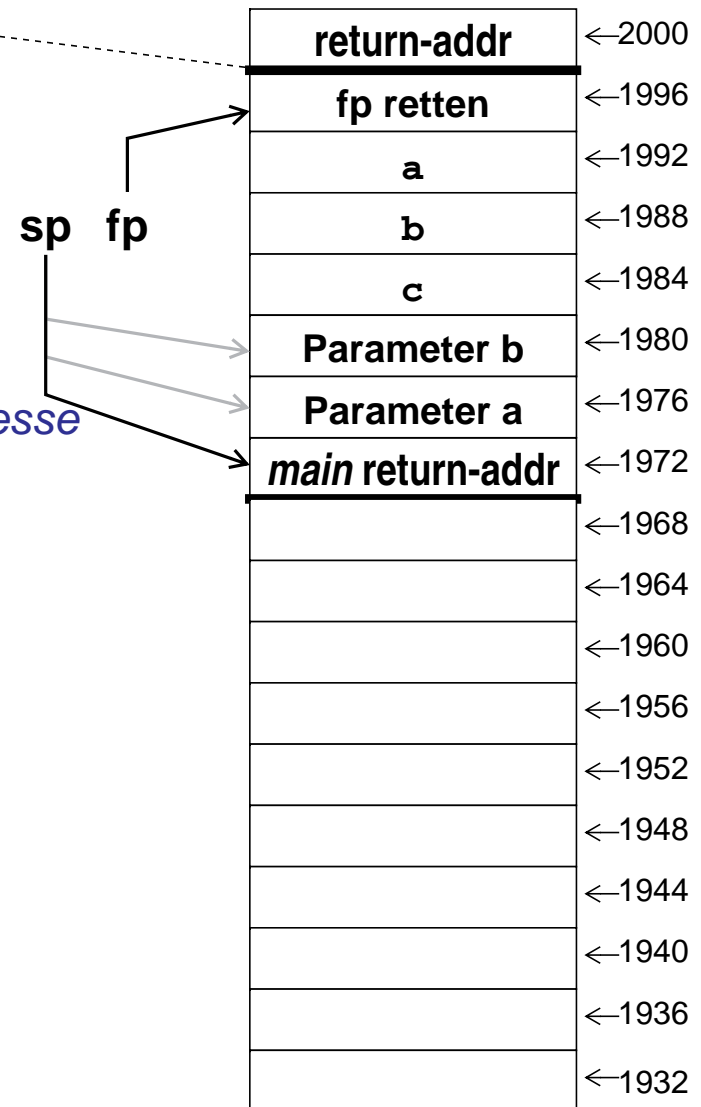 return-addr ←2000
fp retten ←1996
a ←1992
sp fp b ←1988
c ←1984
Parameter b ←1980
Parameter a ←1976
esse
main return-addr ←1972
←1968
←1964
←1960
←1956
←1952
←1948
←1944
←1940
←1936
←1932